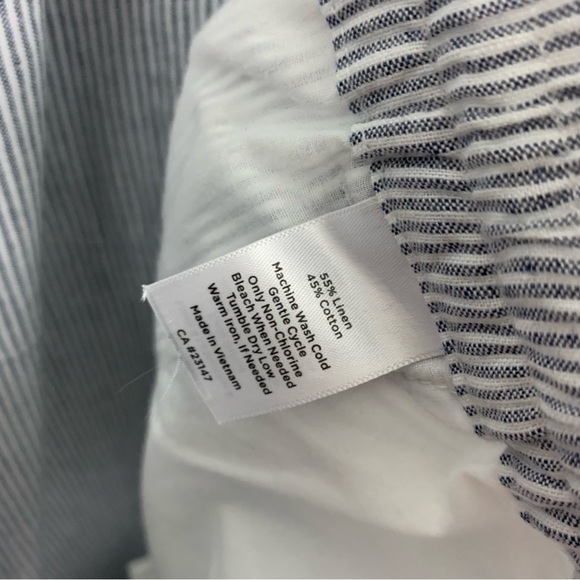 55% Linen
45% Cotton
Machine Wash Cold
Gentle Cycle
Only Non-Chlorine
Bleach When Needed
Tumble Dry Low
Warm Iron, If Needed
Made in Vietnam
CA #23147